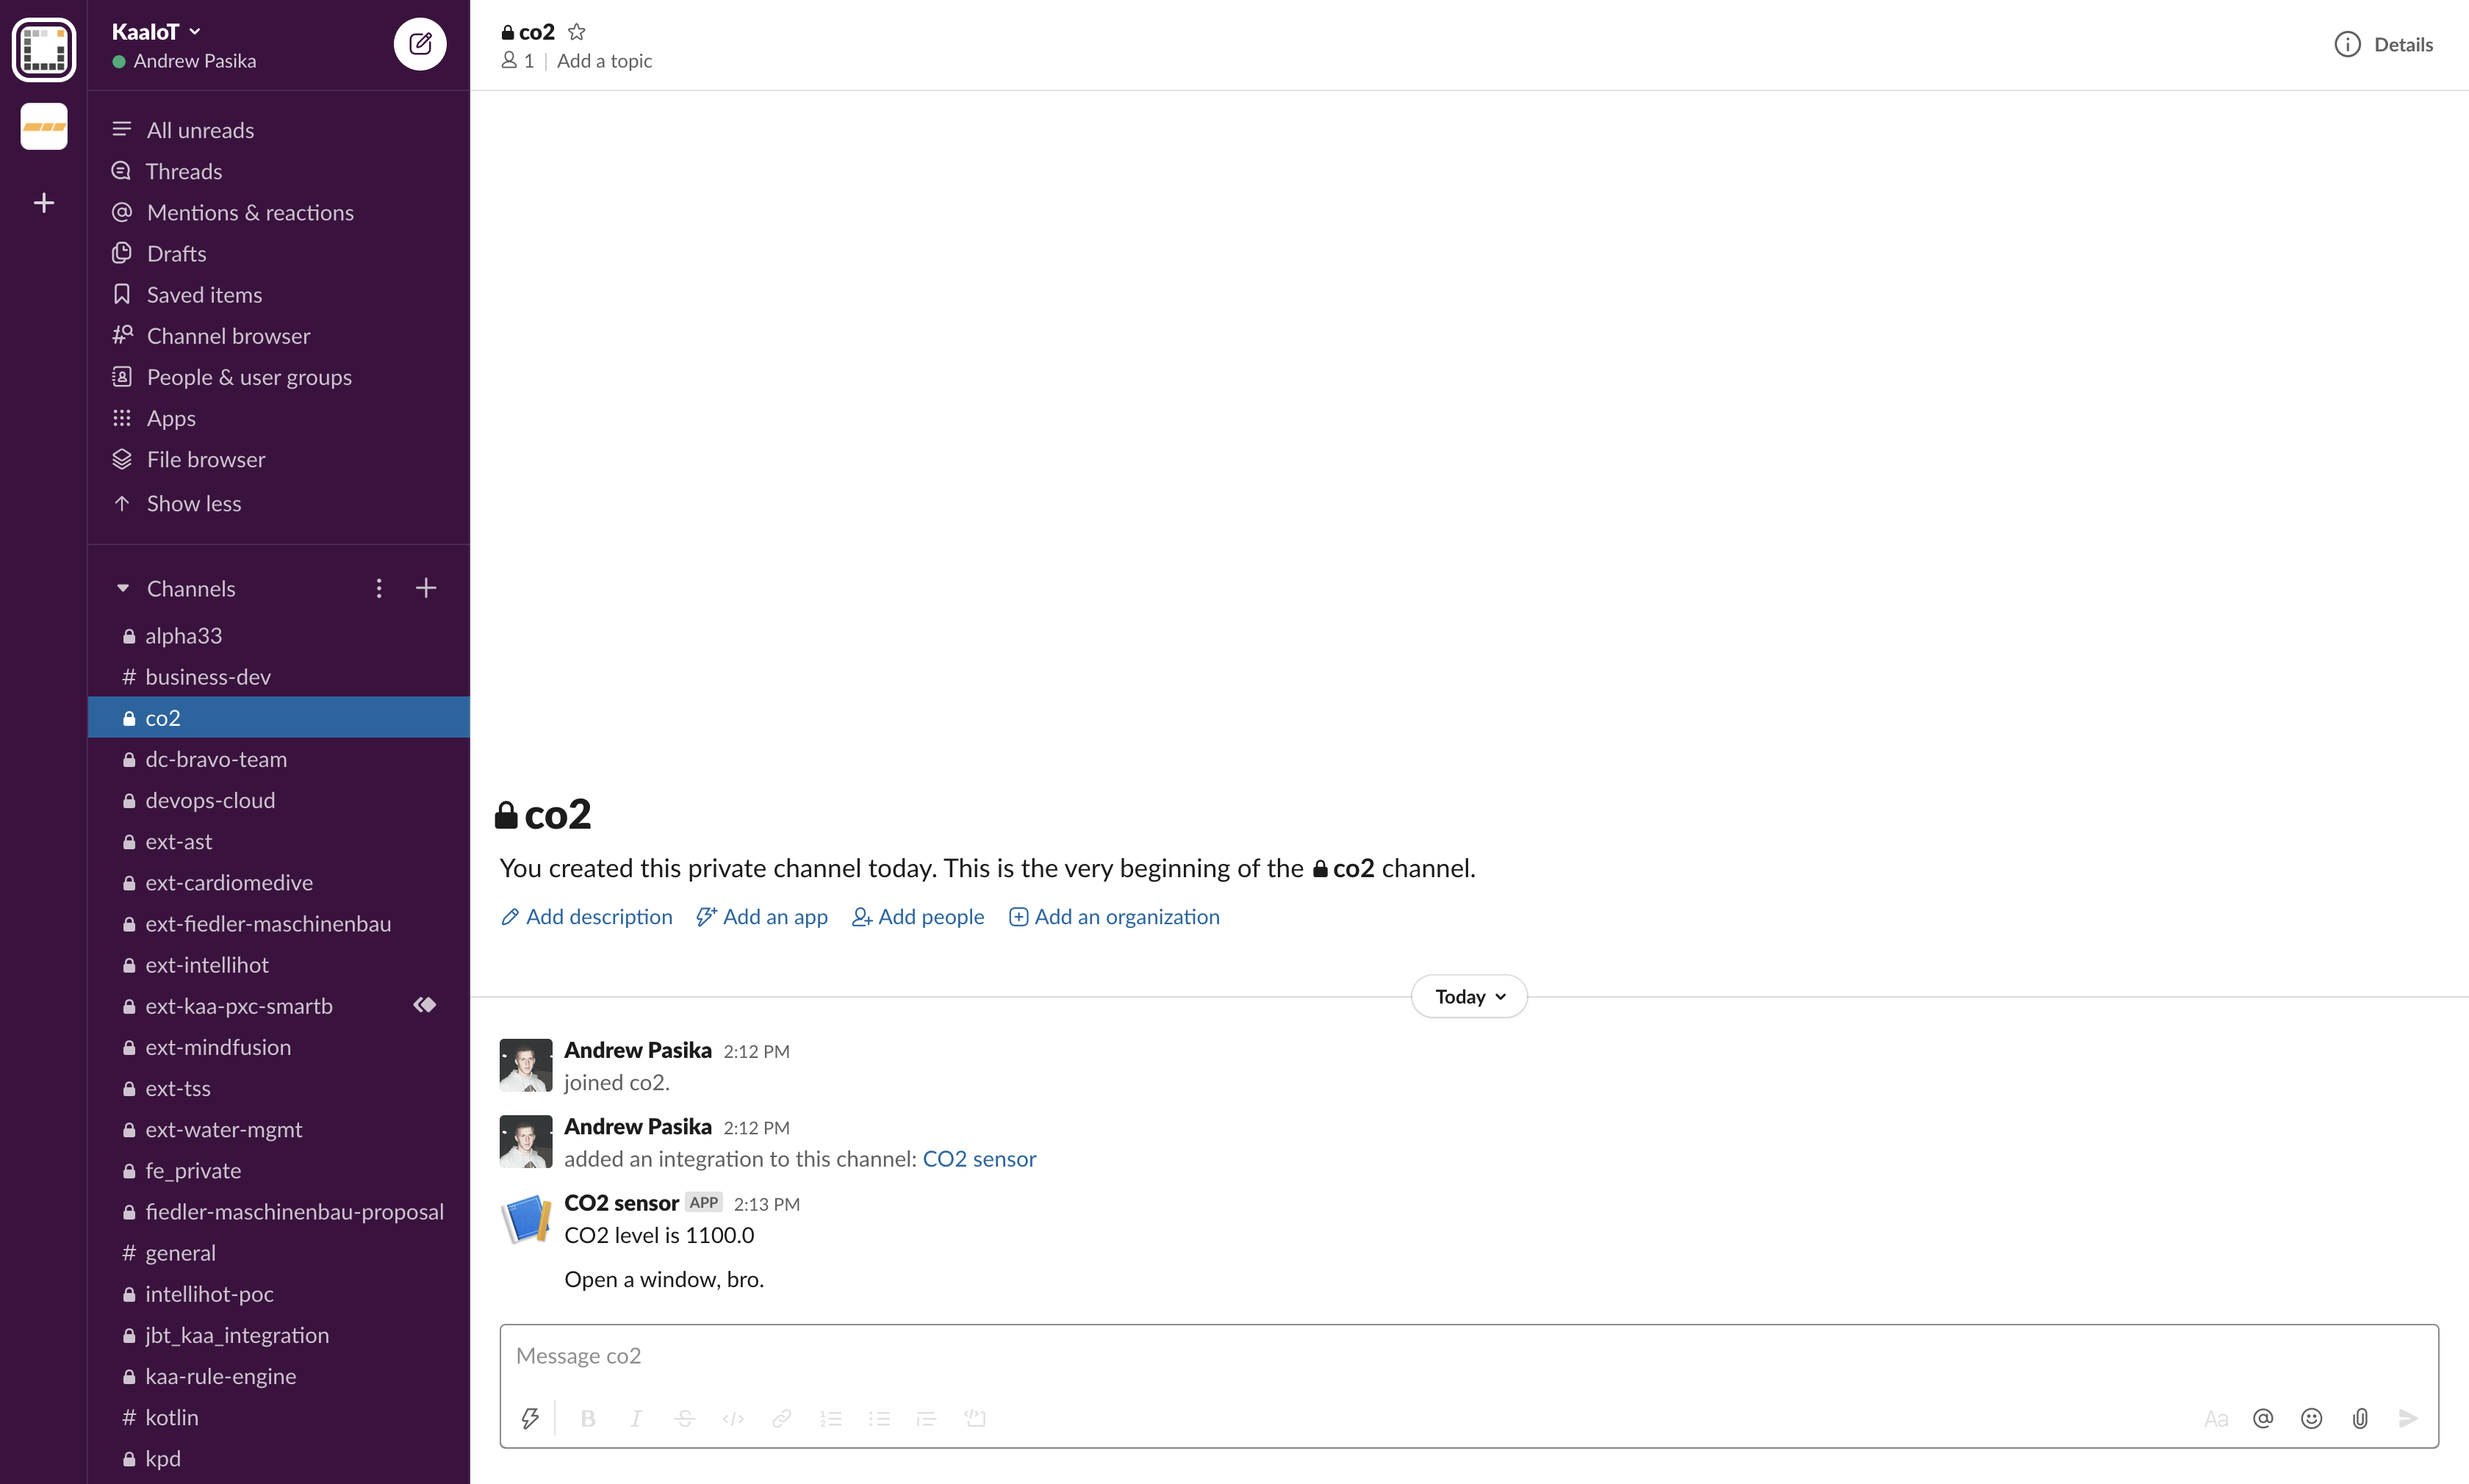 KaaIoT
Andrew Pasika
All unreads
Threads
Mentions & reactions
Drafts
Saved items
Channel browser
People & user groups
Apps
File browser
Show less
Channels
alpha33
# business-dev
co2
dc-bravo-team
devops-cloud
ext-ast
ext-cardiomedive
ext-fiedler-maschinenbau
ext-intellihot
ext-kaa-pxc-smartb
ext-mindfusion
ext-tss
ext-water-mgmt
fe_private
fiedler-maschinenbau-proposal
# general
intellihot-poc
jbt_kaa_integration
kaa-rule-engine
# kotlin
kpd
co2
1 | Add a topic
Details
co2
You created this private channel today. This is the very beginning of the co2 channel.
Add description Add an app Add people Add an organization
Today
Andrew Pasika 2:12 PM
joined co2.
Andrew Pasika 2:12 PM
added an integration to this channel: CO2 sensor
CO2 sensor APP 2:13 PM
CO2 level is 1100.0
Open a window, bro.
Message co2
B I S </> Aa @